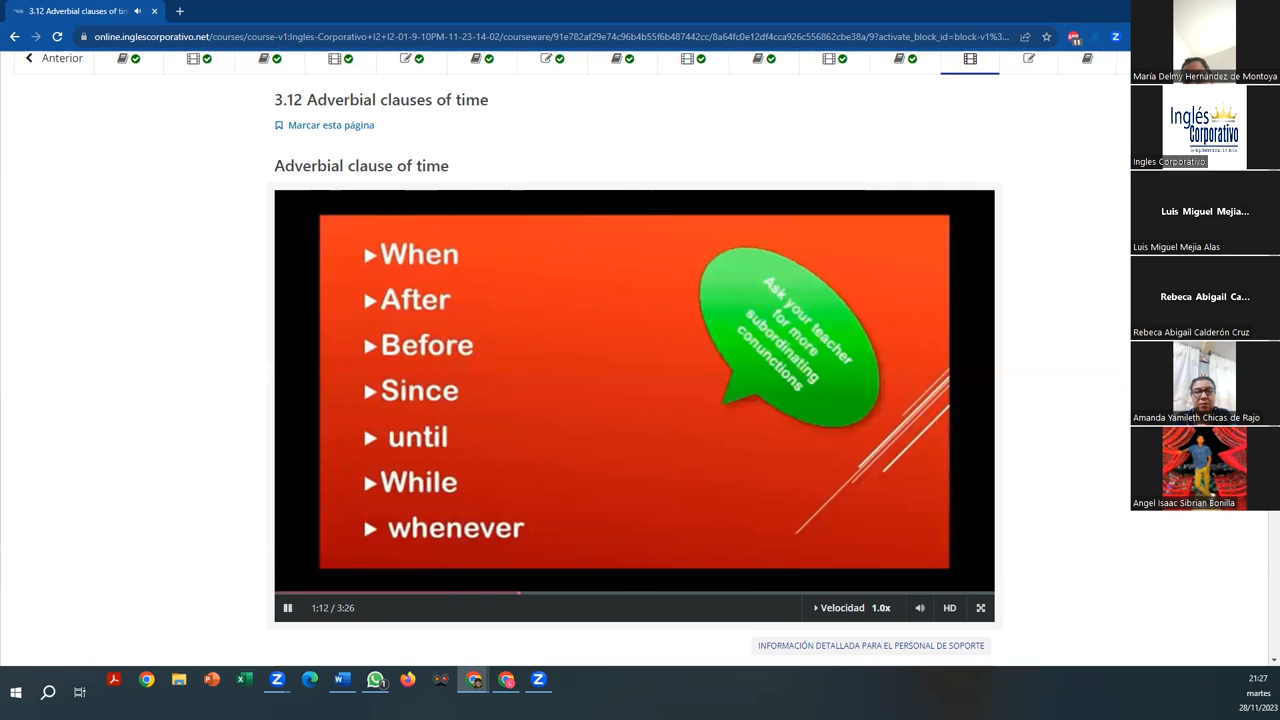 3.12 Adverbial clauses of tim
online.inglescorporativo.net/courses/course-v1:Ingles-Corporativo+I2+I2-01-9-10PM-11-23-14-02/courseware/91e782af29e74c96b4b55f6b487442cc/8a64fc0e12df4cca926c556862cbe38a/9?activate_block_id=block-v1%3...
11
Anterior
3.12 Adverbial clauses of time
Marcar esta página
Adverbial clause of time
When
After
Before
Since
until
While
whenever
Ask your teacher
for more
subordinating
conunctions
1:12 / 3:26
Velocidad 1.0x
HD
INFORMACIÓN DETALLADA PARA EL PERSONAL DE SOPORTE
María Delmy Hernández de Montoya
Inglés
Corporativo
Ingles Corporativo
Luis Miguel Mejia...
Luis Miguel Mejia Alas
Rebeca Abigail Ca...
Rebeca Abigail Calderón Cruz
Amanda Yamileth Chicas de Rajo
Angel Isaac Sibrian Bonilla
21:27
martes
28/11/2023